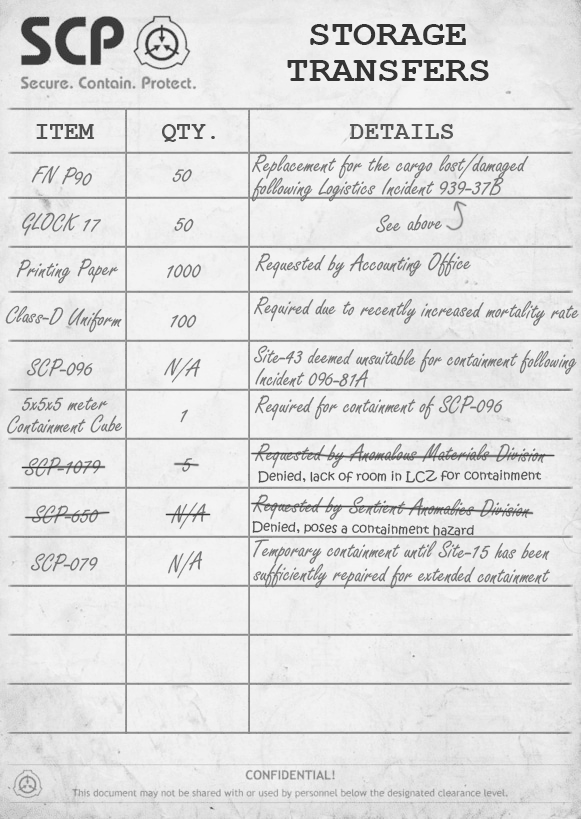 SCP
Secure. Contain. Protect.
STORAGE
TRANSFERS
ITEM QTY. DETAILS
FN P90 50 Replacement for the cargo lost/damaged
following Logistics Incident 939-37B
GLOCK 17 50 See above
Printing Paper 1000 Requested by Accounting Office
Class-D Uniform 100 Required due to recently increased mortality rate
SCP-096 N/A Site-43 deemed unsuitable for containment following
Incident 096-81A
5x5x5 meter
Containment Cube 1 Required for containment of SCP-096
SCP-1079 5 Requested by Anomalous Materials Division
Denied, lack of room in LCZ for containment
SCP-650 N/A Requested by Sentient Anomalies Division
Denied, poses a containment hazard
SCP-079 N/A Temporary containment until Site-15 has been
sufficiently repaired for extended containment
CONFIDENTIAL!
This document may not be shared with or used by personnel below the designated clearance level.